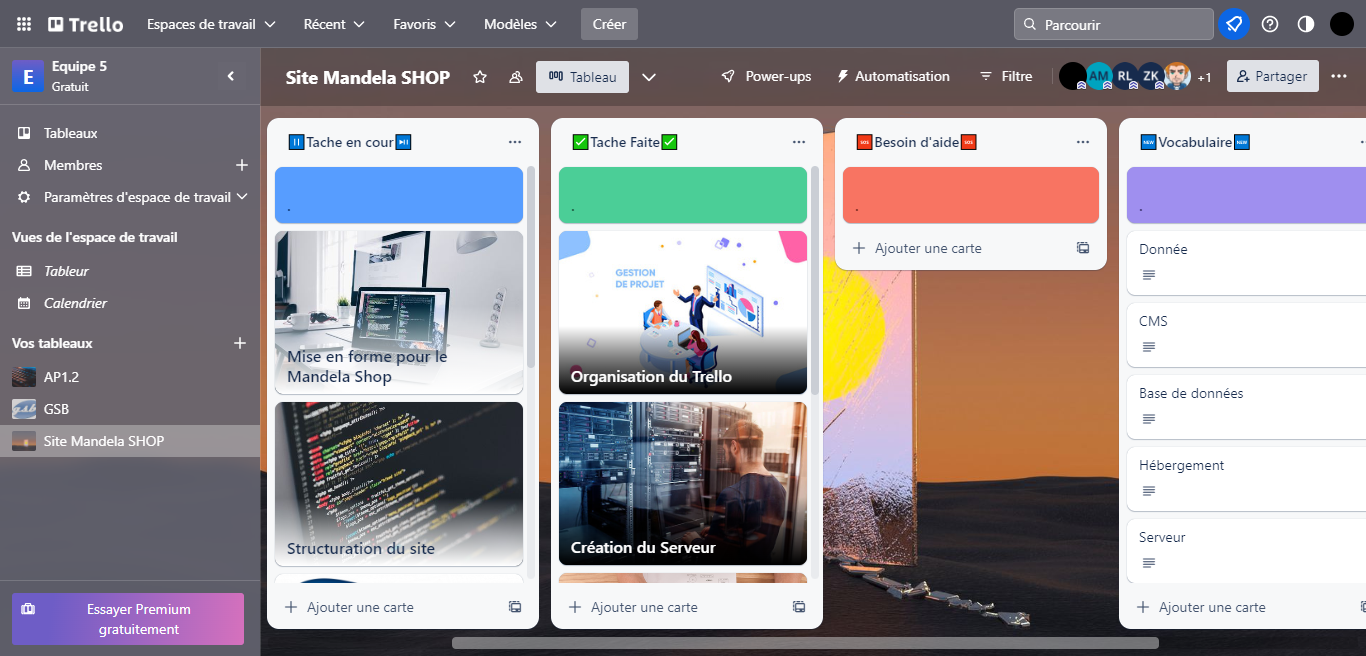 Trello
Espaces de travail
Récent
Favoris
Modèles
Créer
Parcourir
E
Equipe 5
Gratuit
Site Mandela SHOP
Tableau
Power-ups
Automatisation
Filtre
AM
RL
ZK
+1
Partager
Tableaux
Membres
Paramètres d'espace de travail
Vues de l'espace de travail
Tableur
Calendrier
Vos tableaux
AP1.2
GSB
Site Mandela SHOP
Essayer Premium
gratuitement
Tache en cour
.
Mise en forme pour le
Mandela Shop
Structuration du site
Ajouter une carte
Tache Faite
.
GESTION
DE PROJET
Organisation du Trello
Création du Serveur
Ajouter une carte
SOS Besoin d'aide SOS
.
Ajouter une carte
NEW Vocabulaire NEW
.
Donnée
CMS
Base de données
Hébergement
Serveur
Ajouter une carte